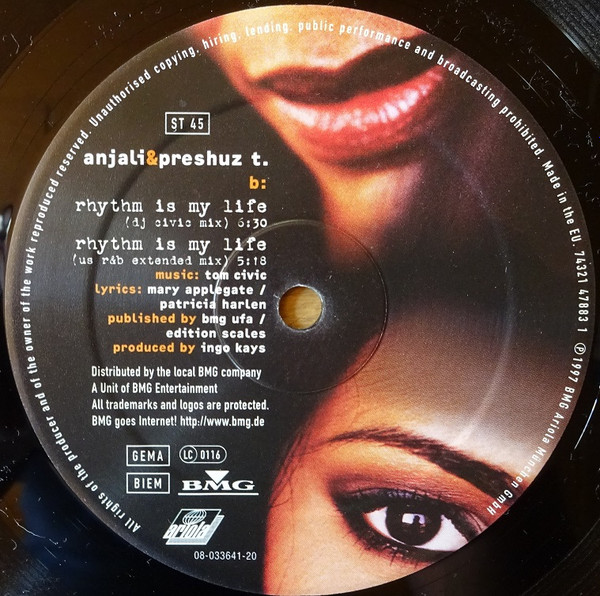 All rights of the producer and of the owner of the work reproduced reserved. Unauthorised copying, hiring, lending, public performance and broadcasting prohibited. Made in the EU. 74321 47883 1 ℗ 1997 BMG Ariola München GmbH
ST 45
anjali&preshuz t.
b:
rhythm is my life
(dj civic mix) 6:30
rhythm is my life
(us r&b extended mix) 5:18
music: tom civic
lyrics: mary applegate /
patricia harlen
published by bmg ufa /
edition scales
produced by ingo kays
Distributed by the local BMG company
A Unit of BMG Entertainment
All trademarks and logos are protected.
BMG goes Internet! http://www.bmg.de
GEMA
LC 0116
BIEM
BMG
ariola
08-033641-20